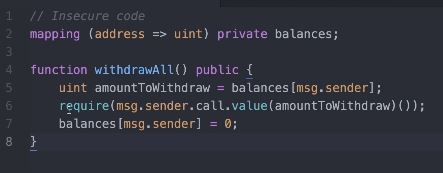 1 // Insecure code
2 mapping (address => uint) private balances;
3
4 function withdrawAll() public {
5     uint amountToWithdraw = balances[msg.sender];
6     require(msg.sender.call.value(amountToWithdraw)());
7     balances[msg.sender] = 0;
8 }